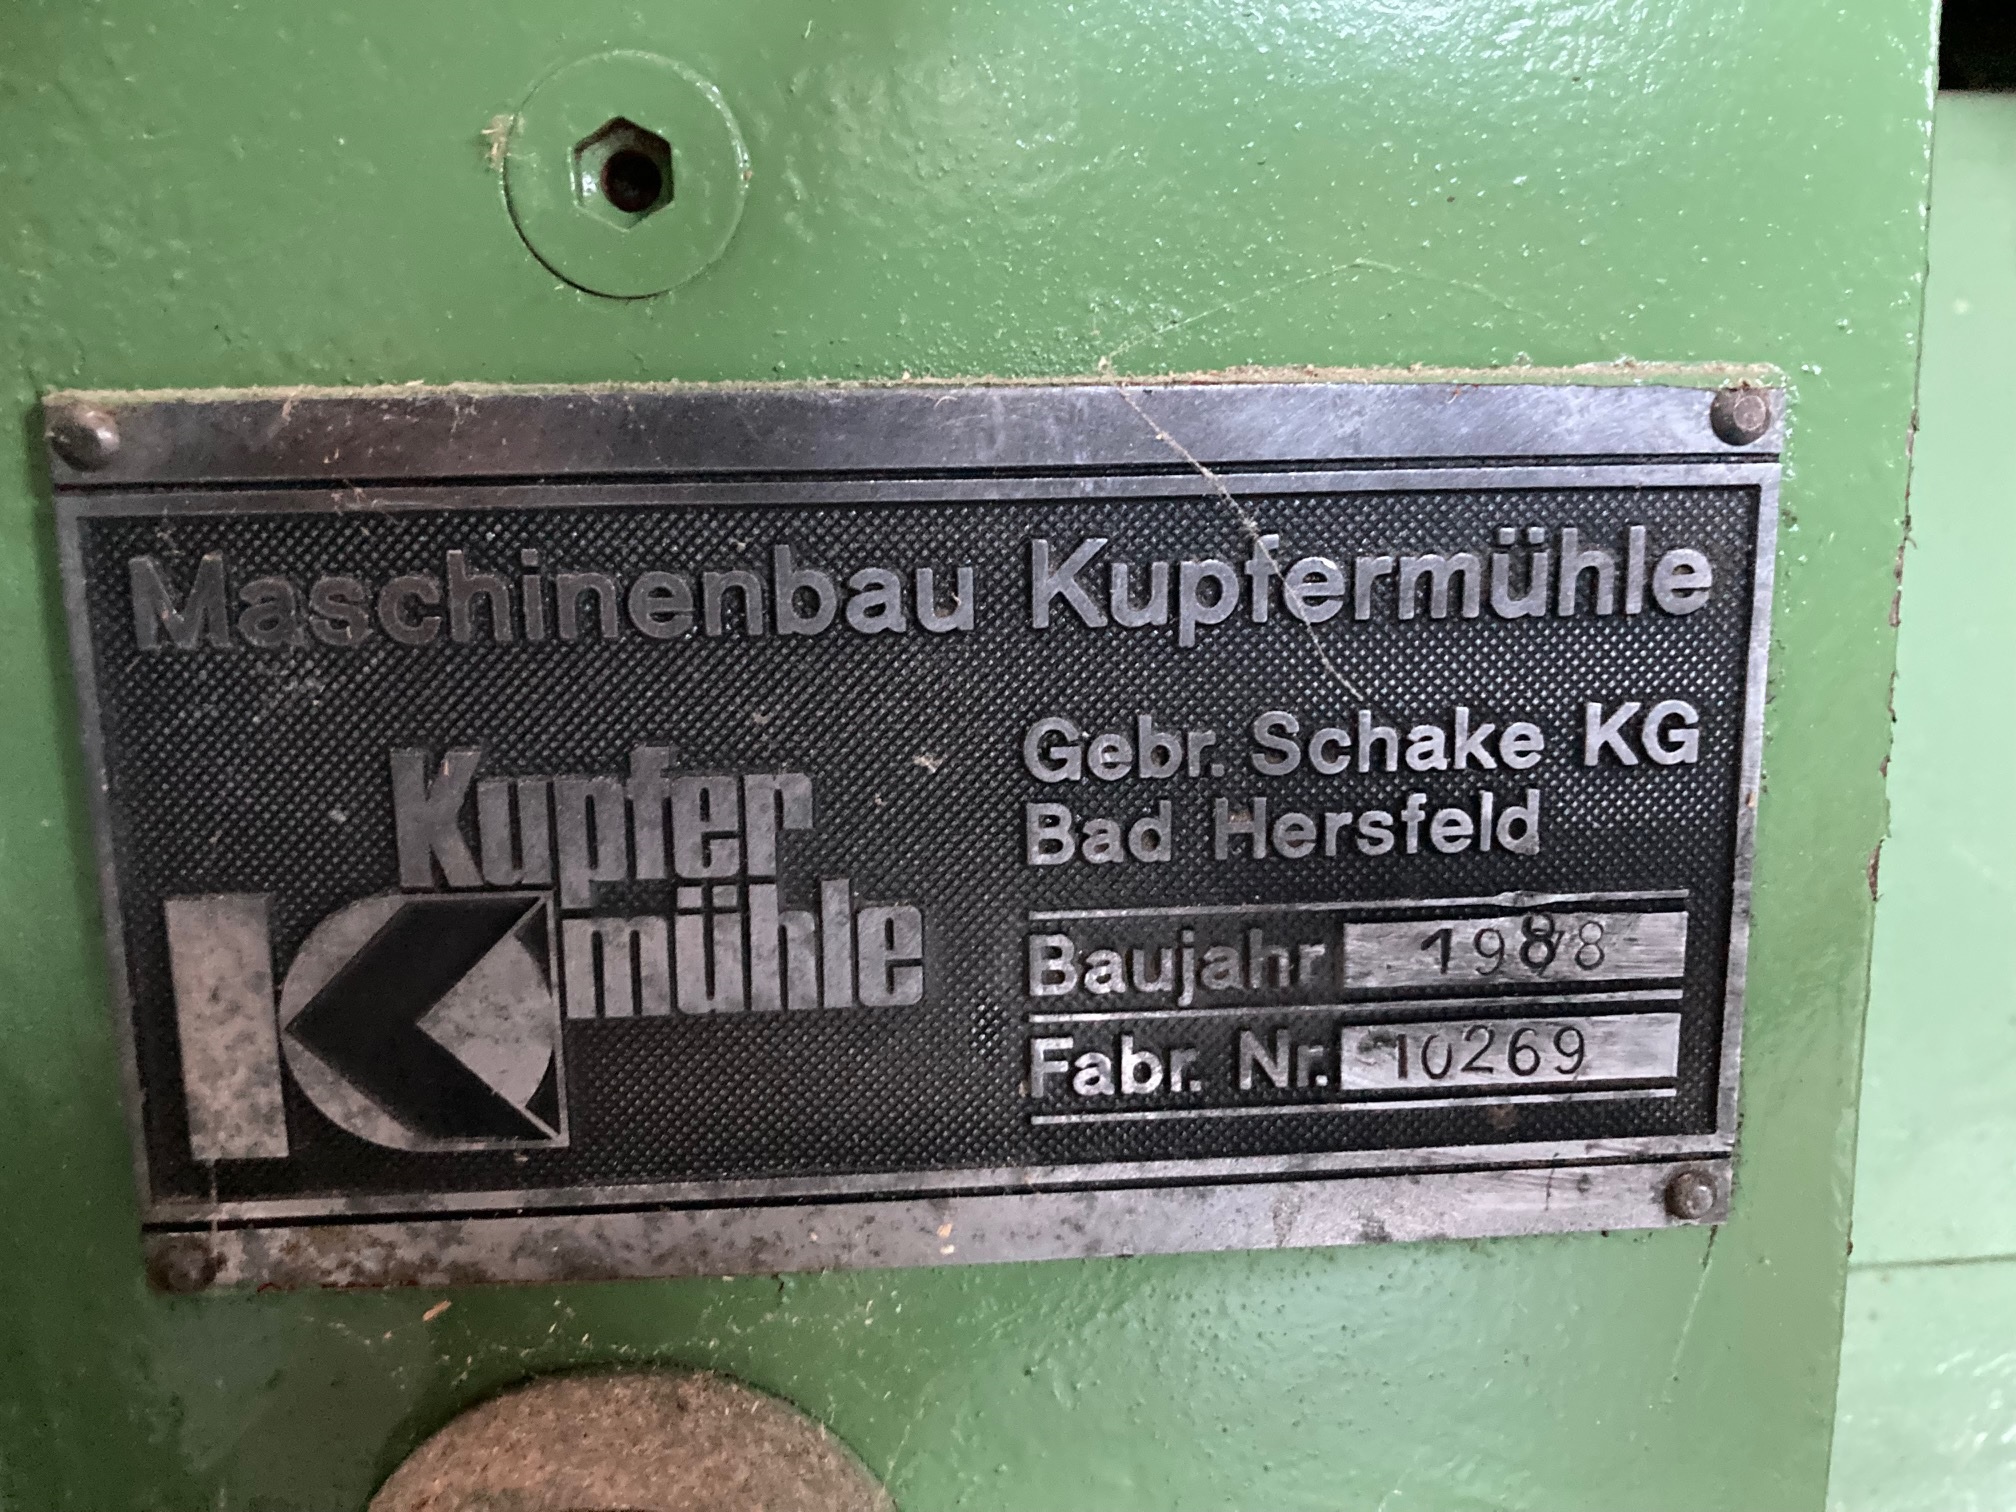 Maschinenbau Kupfermühle
Kupfer
mühle
Gebr. Schake KG
Bad Hersfeld
Baujahr 1988
Fabr. Nr. 10269